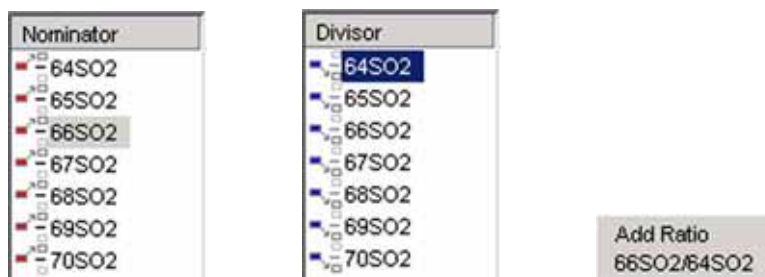 Nominator
64SO2
65SO2
66SO2
67SO2
68SO2
69SO2
70SO2
Divisor
64SO2
65SO2
66SO2
67SO2
68SO2
69SO2
70SO2
Add Ratio
66SO2/64SO2